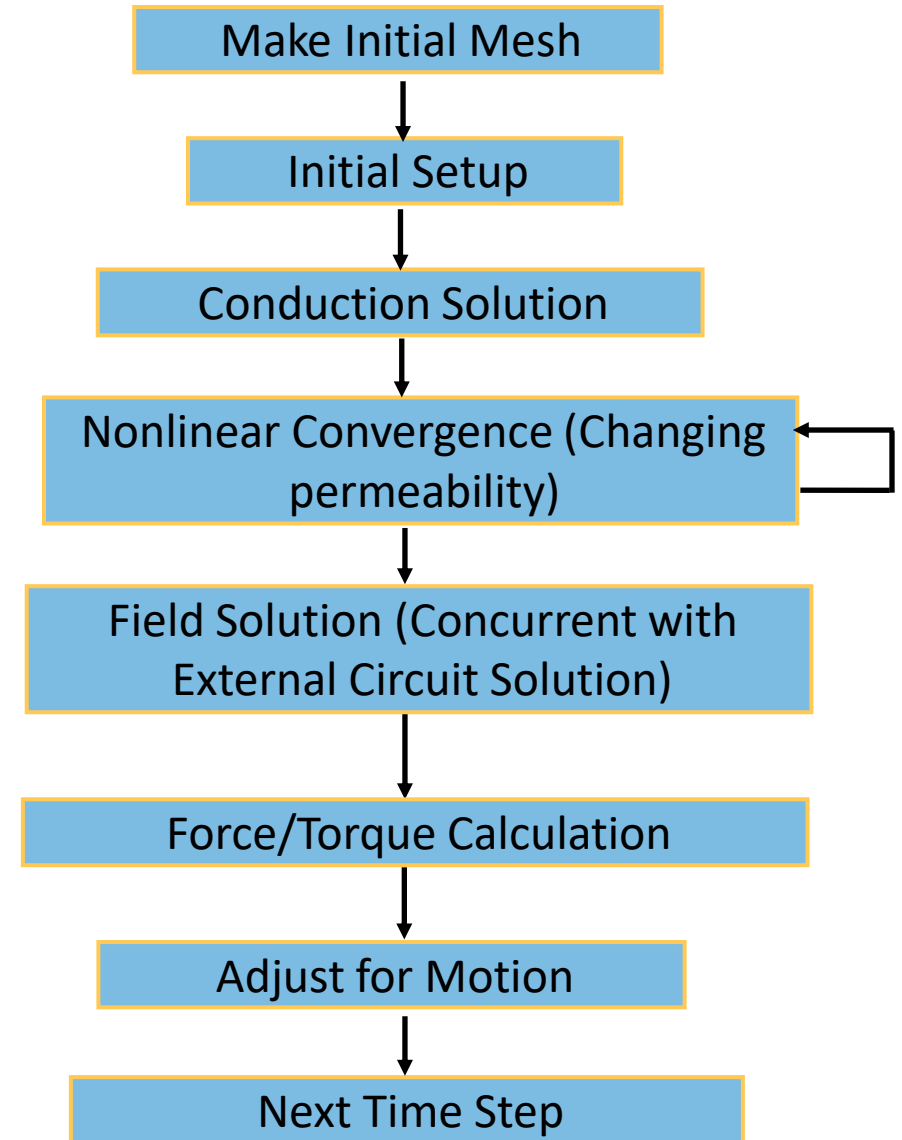 Make Initial Mesh
Initial Setup
Conduction Solution
Nonlinear Convergence (Changing
permeability)
Field Solution (Concurrent with
External Circuit Solution)
Force/Torque Calculation
Adjust for Motion
Next Time Step